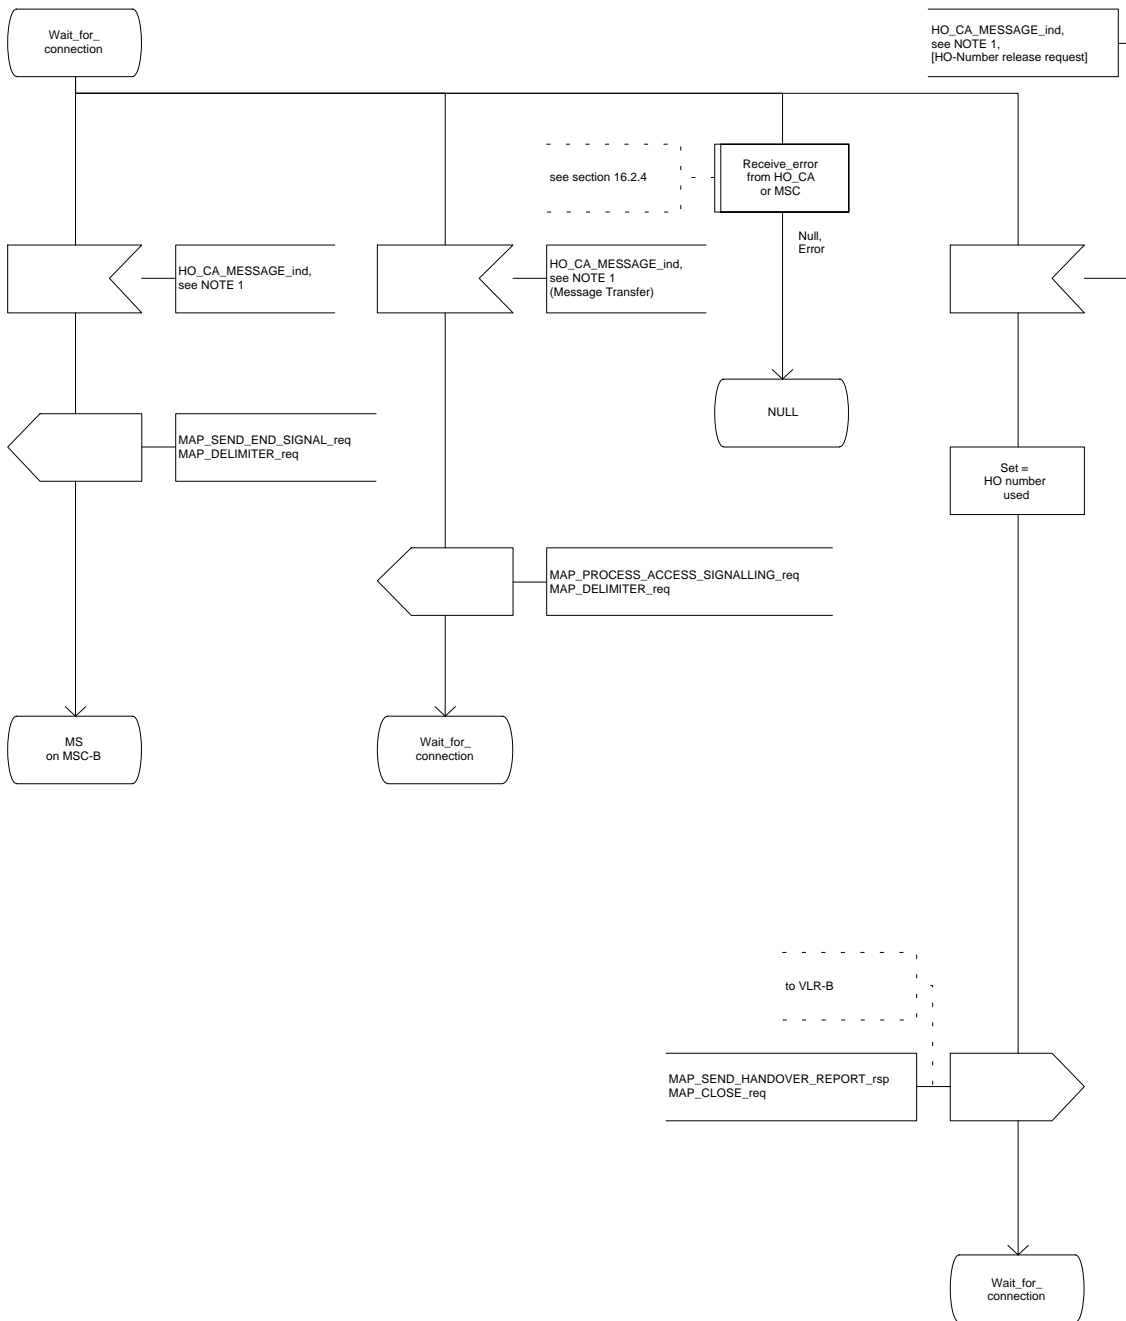 Wait_for_
connection
HO_CA_MESSAGE_ind,
see NOTE 1,
[HO-Number release request]
see section 16.2.4
Receive_error
from HO_CA
or MSC
Null,
Error
HO_CA_MESSAGE_ind,
see NOTE 1
HO_CA_MESSAGE_ind,
see NOTE 1
(Message Transfer)
NULL
MAP_SEND_END_SIGNAL_req
MAP_DELIMITER_req
Set =
HO number
used
MAP_PROCESS_ACCESS_SIGNALLING_req
MAP_DELIMITER_req
MS
on MSC-B
Wait_for_
connection
to VLR-B
MAP_SEND_HANDOVER_REPORT_rsp
MAP_CLOSE_req
Wait_for_
connection